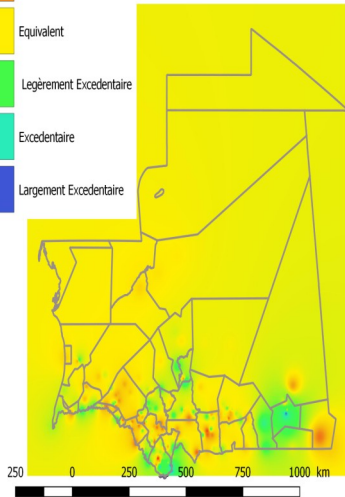 Equivalent
Legèrement Excedentaire
Excedentaire
Largement Excedentaire
250 0 250 500 750 1000 km